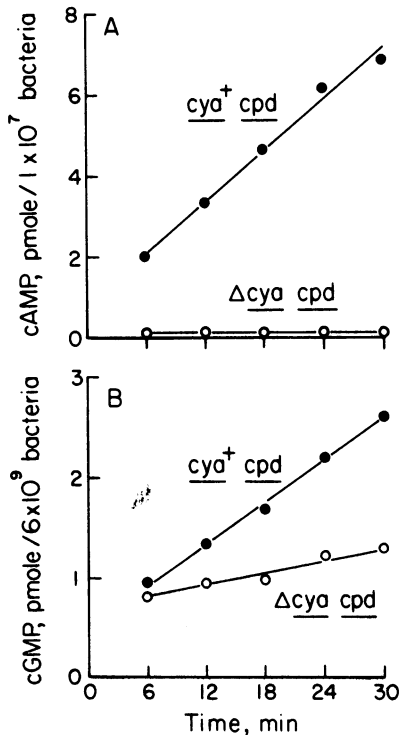 A
cAMP, pmole / 1 x 10⁷ bacteria
8
6
4
2
0
cya⁺ cpd
Δcya cpd
B
cGMP, pmole / 6x10⁹ bacteria
3
2
1
0
cya⁺ cpd
Δcya cpd
0 6 12 18 24 30
Time, min